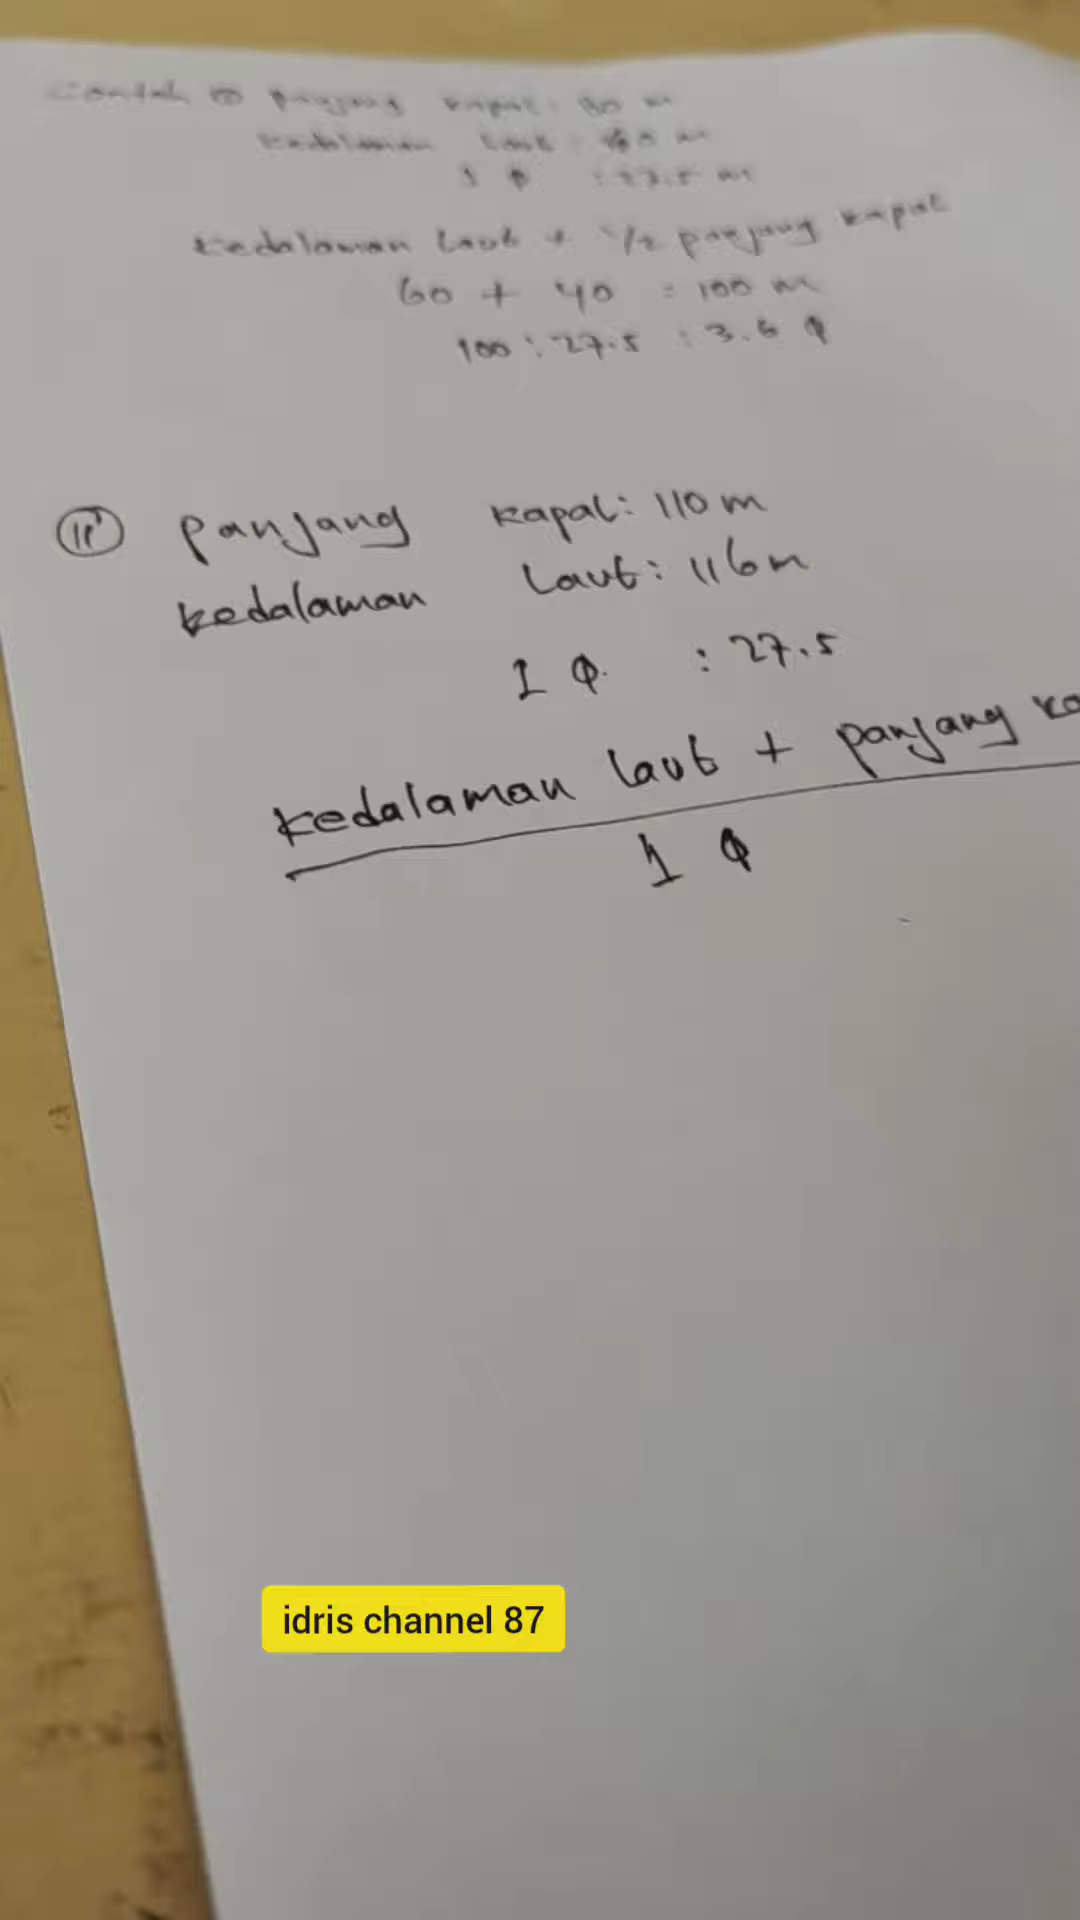 contoh ① panjang kapal : 80 m
kedalaman laut : 60 m
1 φ : 27.5 m
kedalaman laut + 1/2 panjang kapal
60 + 40 = 100 m
100 : 27.5 : 3.6 φ
panjang kapal : 110 m
kedalaman laut : 116 m
1 φ : 27.5
kedalaman laut + panjang ka
1 φ
idris channel 87